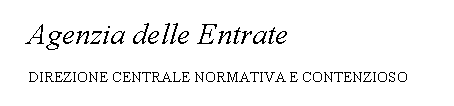 Agenzia delle Entrate
DIREZIONE CENTRALE NORMATIVA E CONTENZIOSO